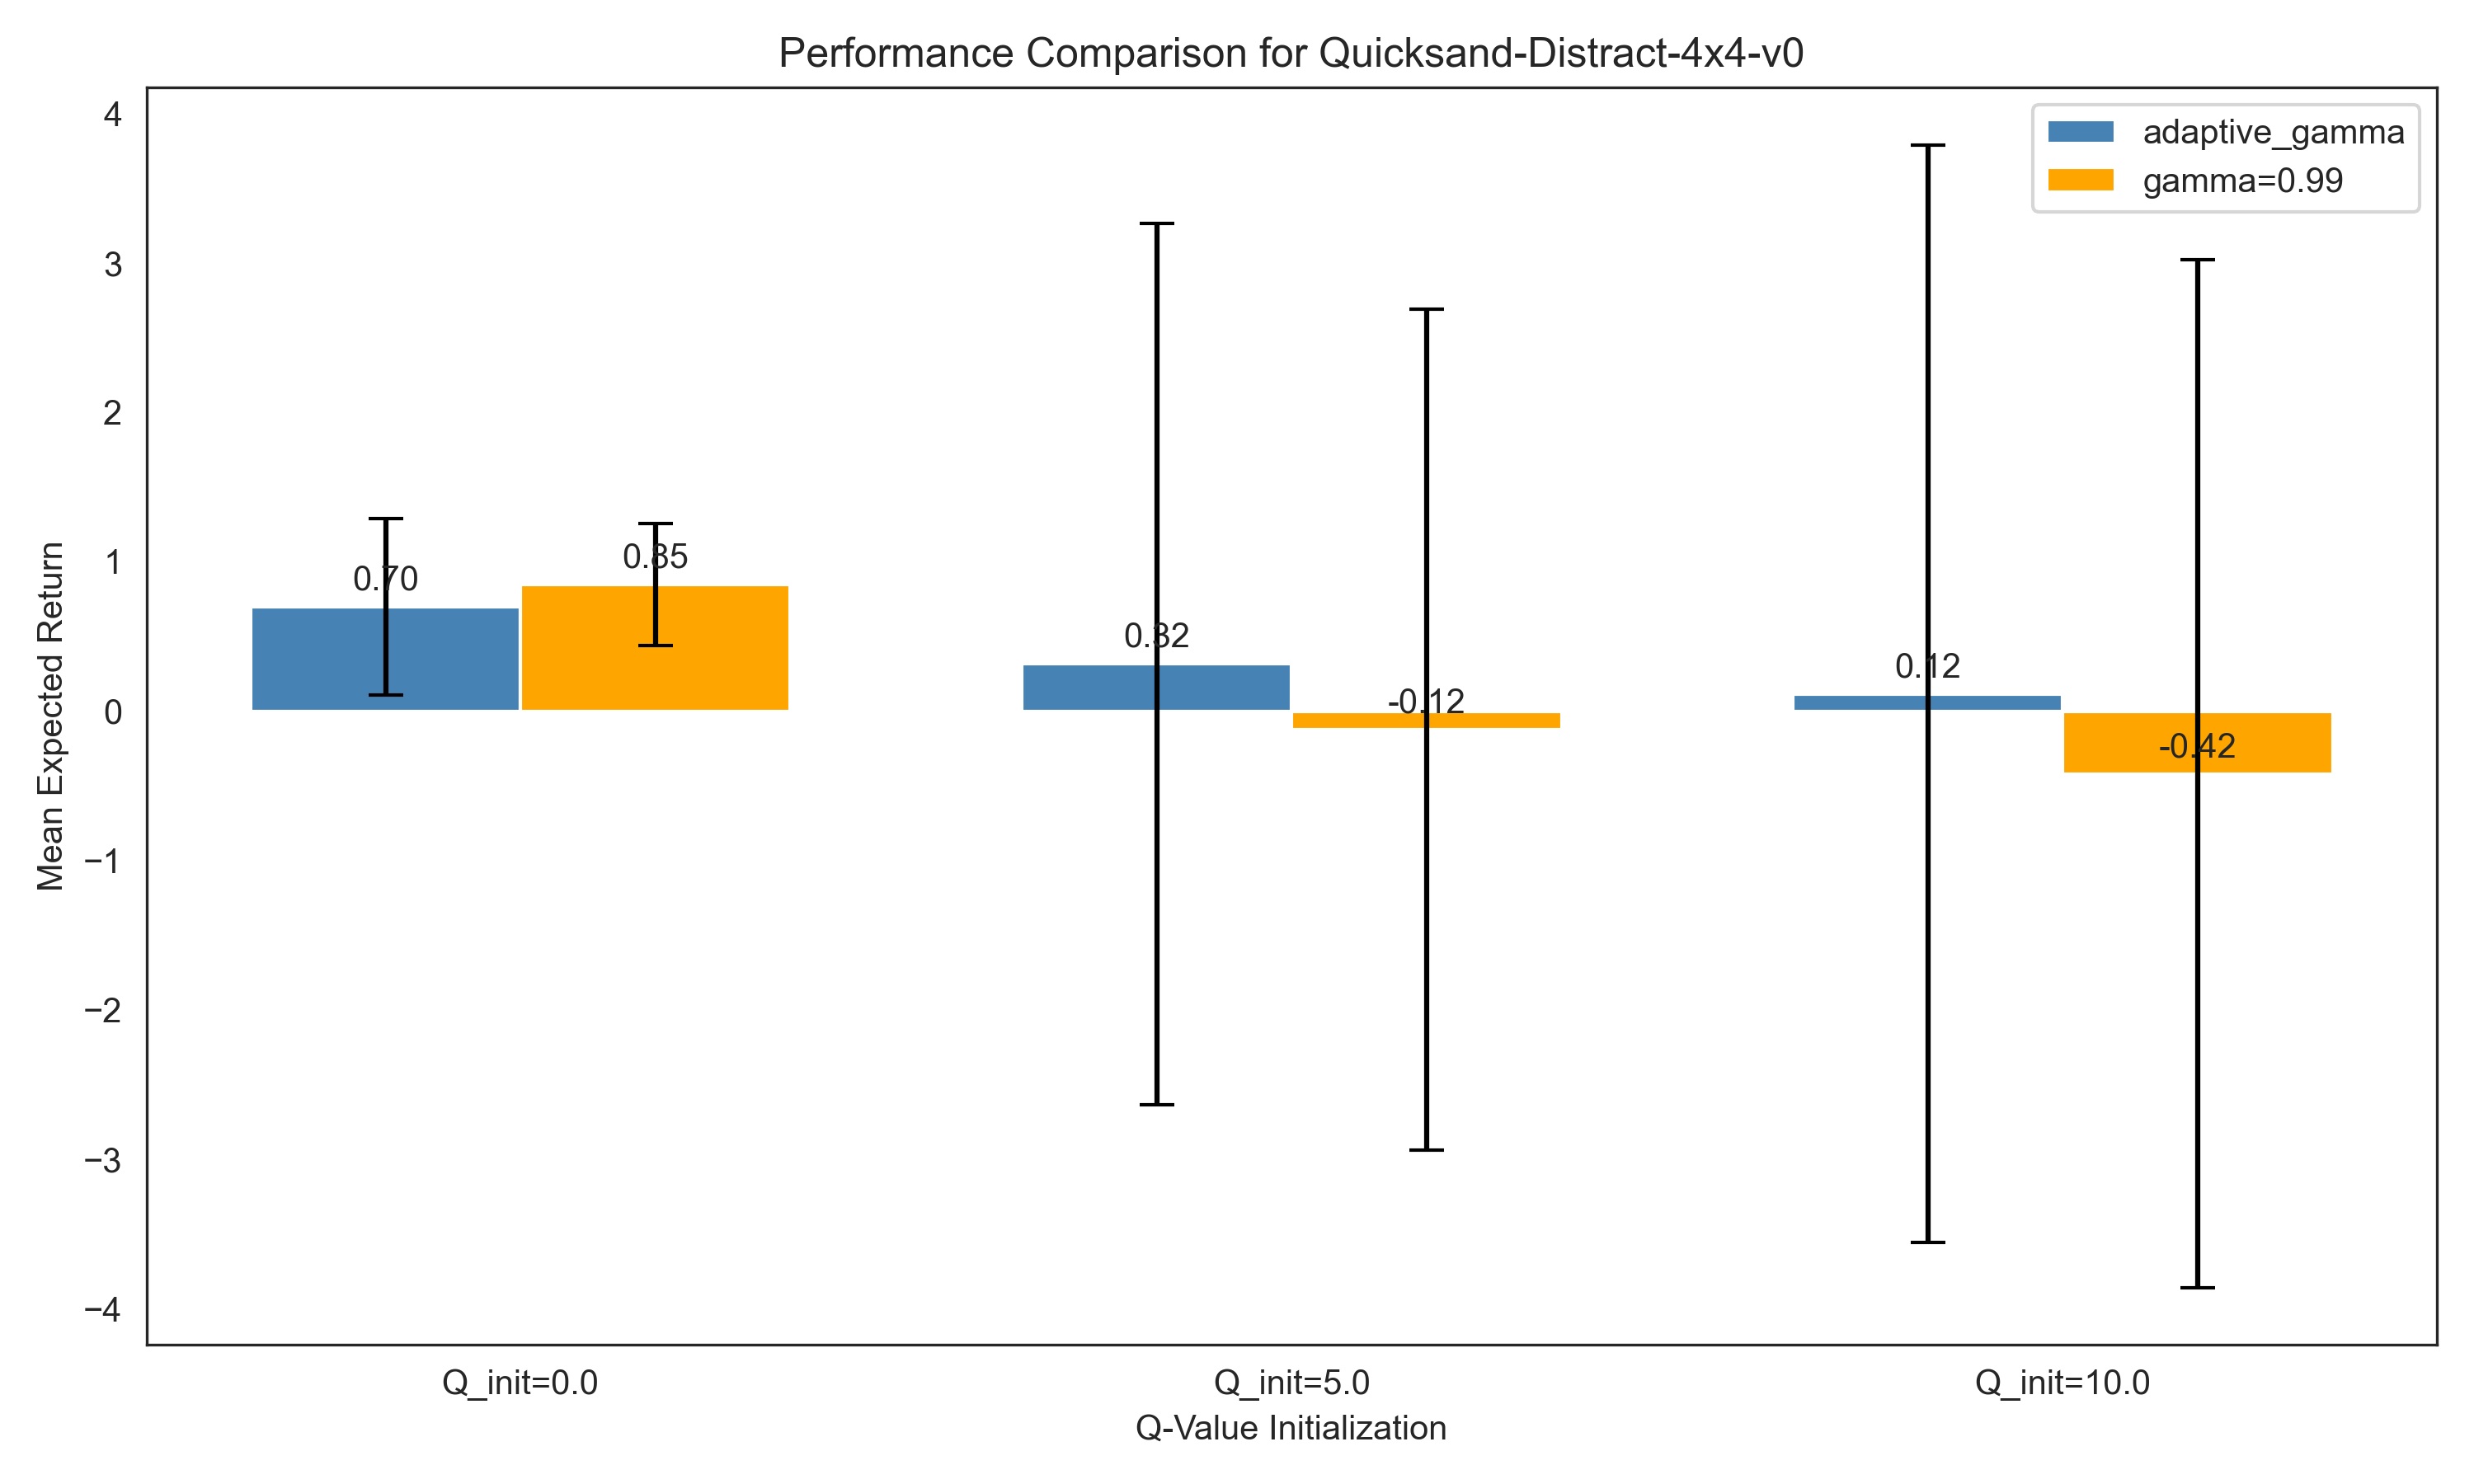 Performance Comparison for Quicksand-Distract-4x4-v0
adaptive_gamma
gamma=0.99
Mean Expected Return
4
3
2
1
0
−1
−2
−3
−4
0.70
0.85
0.32
-0.12
0.12
-0.42
Q_init=0.0
Q_init=5.0
Q_init=10.0
Q-Value Initialization